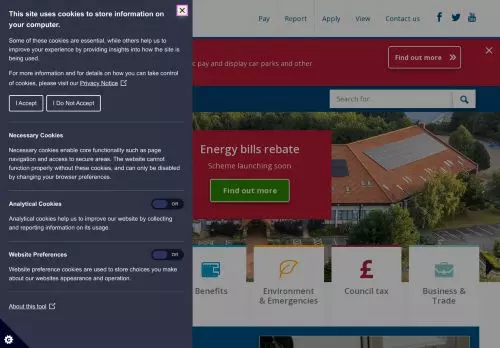 This site uses cookies to store information on
your computer.
Some of these cookies are essential, while others help us to
improve your experience by providing insights into how the site is
being used.
For more information and for details on how you can take control
of cookies, please visit our Privacy Notice
I Accept
I Do Not Accept
Necessary Cookies
Necessary cookies enable core functionality such as page
navigation and access to secure areas. The website cannot
function properly without these cookies, and can only be disabled
by changing your browser preferences.
Analytical Cookies
Off
Analytical cookies help us to improve our website by collecting
and reporting information on its usage.
Website Preferences
Off
Website preference cookies are used to store choices you make
about our websites appearance and operation.
About this tool
Pay
Report
Apply
View
Contact us
pay and display car parks and other
Find out more
Search for:
Energy bills rebate
Scheme launching soon
Find out more
Benefits
Environment
& Emergencies
Council tax
Business &
Trade